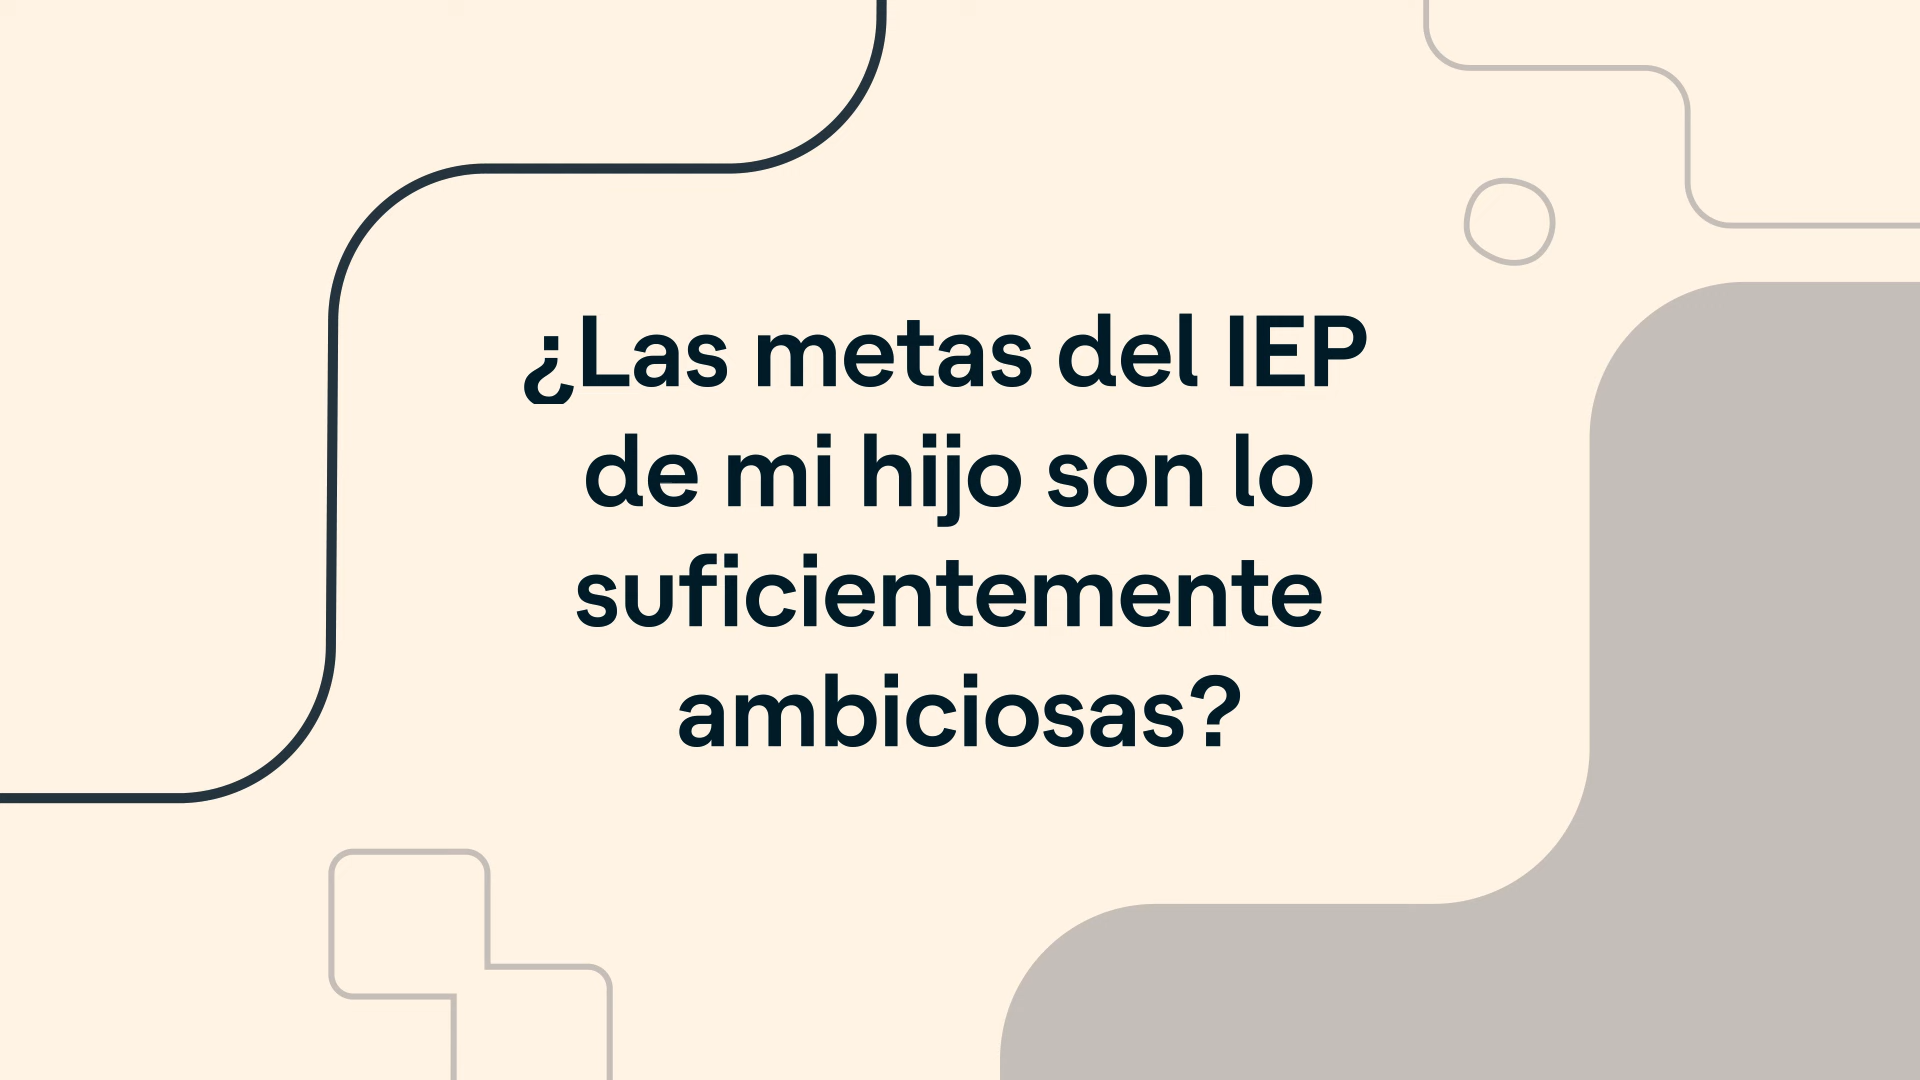 ¿Las metas del IEP
de mi hijo son lo
suficientemente
ambiciosas?